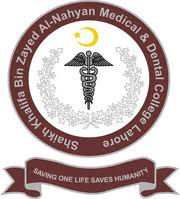 Shaikh Khalifa Bin Zayed Al-Nahyan Medical & Dental College Lahore
SAVING ONE LIFE SAVES HUMANITY